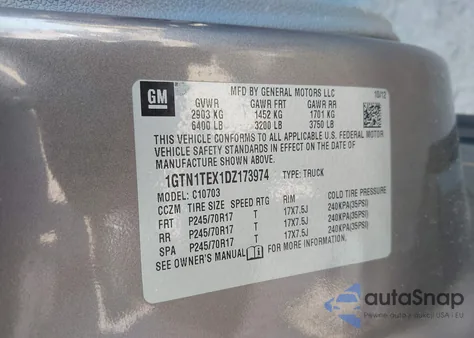 GM
MFD BY GENERAL MOTORS LLC 10/12
GVWR GAWR FRT GAWR RR
2903 KG 1452 KG 1701 KG
6400 LB 3200 LB 3750 LB
THIS VEHICLE CONFORMS TO ALL APPLICABLE U.S. FEDERAL MOTOR
VEHICLE SAFETY STANDARDS IN EFFECT ON THE DATE OF
MANUFACTURE SHOWN ABOVE.
1GTN1TEX1DZ173974 TYPE: TRUCK
MODEL: C10703
CCZM TIRE SIZE SPEED RTG RIM COLD TIRE PRESSURE
FRT P245/70R17 T 17X7.5J 240KPA(35PSI)
RR P245/70R17 T 17X7.5J 240KPA(35PSI)
SPA P245/70R17 T 17X7.5J 240KPA(35PSI)
SEE OWNER'S MANUAL FOR MORE INFORMATION.
autoSnap